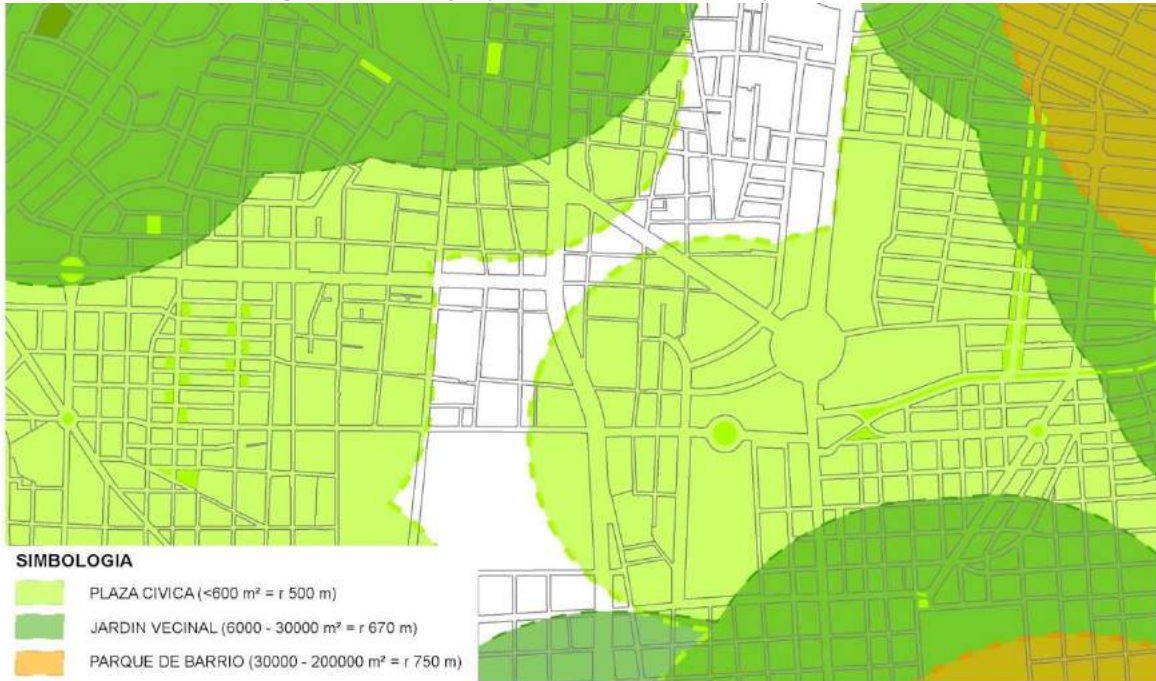 SIMBOLOGIA
PLAZA CIVICA (<600 m² = r 500 m)
JARDIN VECINAL (6000 - 30000 m² = r 670 m)
PARQUE DE BARRIO (30000 - 200000 m² = r 750 m)